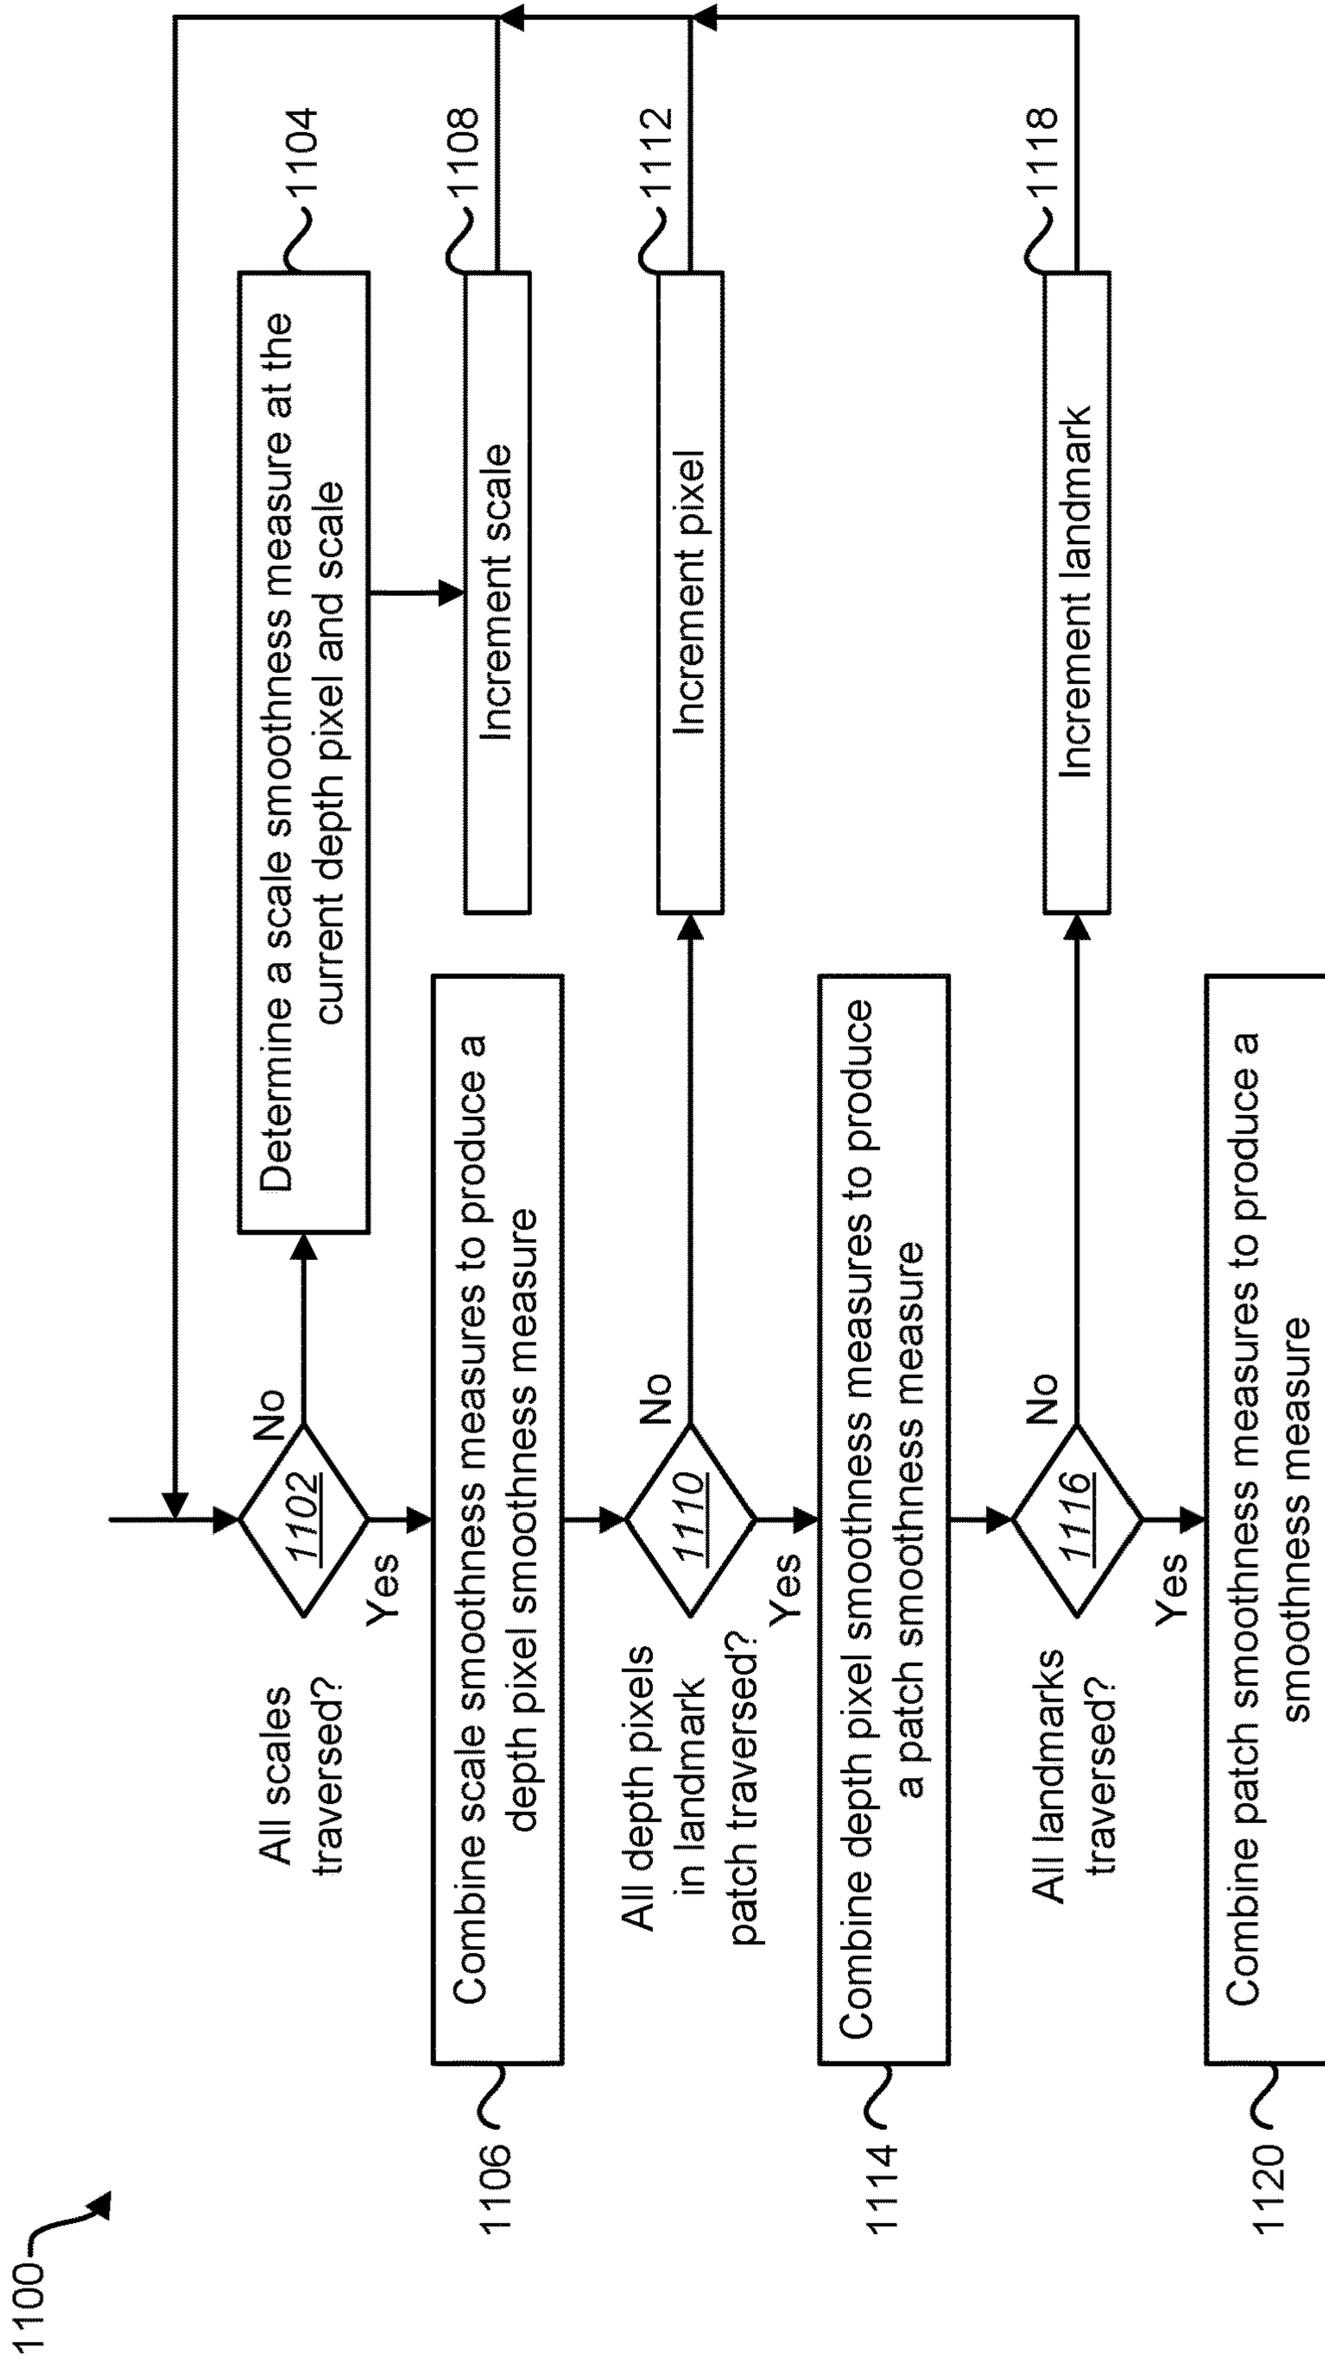 1100
All scales
traversed?
1102
No
Yes
Determine a scale smoothness measure at the
current depth pixel and scale
1104
1106
Combine scale smoothness measures to produce a
depth pixel smoothness measure
Increment scale
1108
All depth pixels
in landmark
patch traversed?
1110
No
Yes
Increment pixel
1112
1114
Combine depth pixel smoothness measures to produce
a patch smoothness measure
All landmarks
traversed?
1116
No
Yes
Increment landmark
1118
1120
Combine patch smoothness measures to produce a
smoothness measure